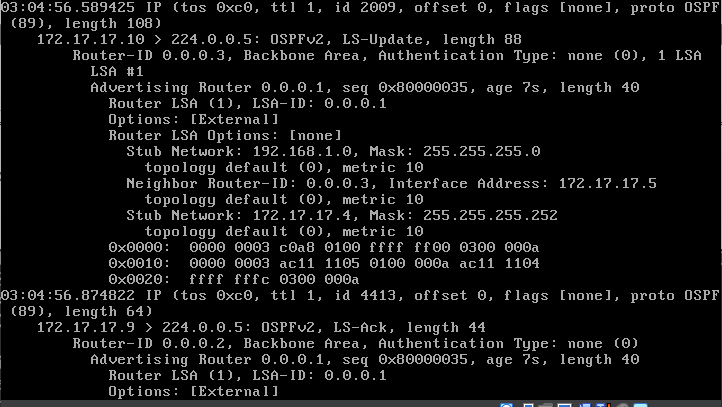 03:04:56.589425 IP (tos 0xc0, ttl 1, id 2009, offset 0, flags [none], proto OSPF
(89), length 108)
172.17.17.10 > 224.0.0.5: OSPFv2, LS-Update, length 88
Router-ID 0.0.0.3, Backbone Area, Authentication Type: none (0), 1 LSA
LSA #1
Advertising Router 0.0.0.1, seq 0x80000035, age 7s, length 40
Router LSA (1), LSA-ID: 0.0.0.1
Options: [External]
Router LSA Options: [none]
Stub Network: 192.168.1.0, Mask: 255.255.255.0
topology default (0), metric 10
Neighbor Router-ID: 0.0.0.3, Interface Address: 172.17.17.5
topology default (0), metric 10
Stub Network: 172.17.17.4, Mask: 255.255.255.252
topology default (0), metric 10
0x0000: 0000 0003 c0a8 0100 ffff ff00 0300 000a
0x0010: 0000 0003 ac11 1105 0100 000a ac11 1104
0x0020: ffff fffc 0300 000a
03:04:56.874822 IP (tos 0xc0, ttl 1, id 4413, offset 0, flags [none], proto OSPF
(89), length 64)
172.17.17.9 > 224.0.0.5: OSPFv2, LS-Ack, length 44
Router-ID 0.0.0.2, Backbone Area, Authentication Type: none (0)
Advertising Router 0.0.0.1, seq 0x80000035, age 7s, length 40
Router LSA (1), LSA-ID: 0.0.0.1
Options: [External]